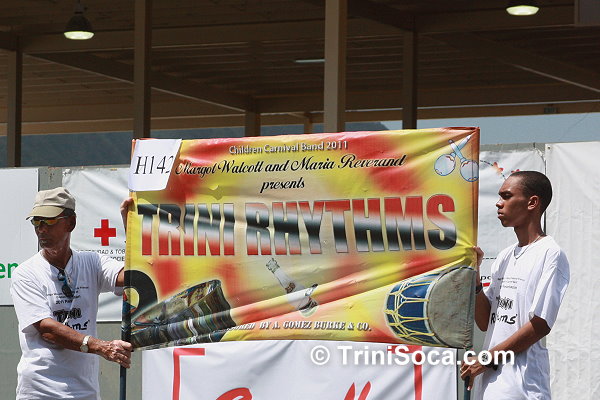 Children Carnival Band 2011
H142
Margot Walcott and Maria Reverand
presents
TRINI RHYTHMS
BY A. GOMEZ BURKE & CO.
© TriniSoca.com